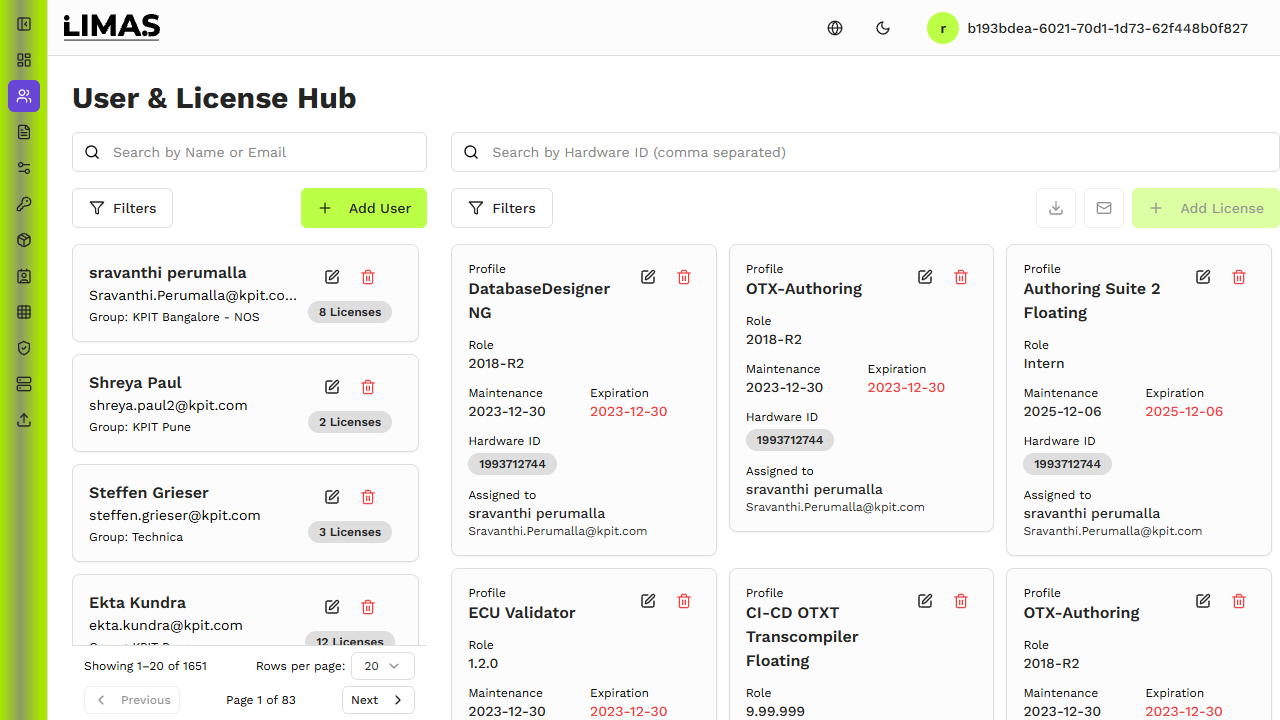 LIMAS
r
b193bdea-6021-70d1-1d73-62f448b0f827
User & License Hub
Search by Name or Email
Filters
Add User
sravanthi perumalla
Sravanthi.Perumalla@kpit.co...
Group: KPIT Bangalore - NOS
8 Licenses
Shreya Paul
shreya.paul2@kpit.com
Group: KPIT Pune
2 Licenses
Steffen Grieser
steffen.grieser@kpit.com
Group: Technica
3 Licenses
Ekta Kundra
ekta.kundra@kpit.com
12 Licenses
Showing 1–20 of 1651
Rows per page:
20
Previous
Page 1 of 83
Next
Search by Hardware ID (comma separated)
Filters
Add License
Profile
DatabaseDesigner
NG
Role
2018-R2
Maintenance
Expiration
2023-12-30
2023-12-30
Hardware ID
1993712744
Assigned to
sravanthi perumalla
Sravanthi.Perumalla@kpit.com
Profile
OTX-Authoring
Role
2018-R2
Maintenance
Expiration
2023-12-30
2023-12-30
Hardware ID
1993712744
Assigned to
sravanthi perumalla
Sravanthi.Perumalla@kpit.com
Profile
Authoring Suite 2
Floating
Role
Intern
Maintenance
Expiration
2025-12-06
2025-12-06
Hardware ID
1993712744
Assigned to
sravanthi perumalla
Sravanthi.Perumalla@kpit.com
Profile
ECU Validator
Role
1.2.0
Maintenance
Expiration
2023-12-30
2023-12-30
Profile
CI-CD OTXT
Transcompiler
Floating
Role
9.99.999
Profile
OTX-Authoring
Role
2018-R2
Maintenance
Expiration
2023-12-30
2023-12-30